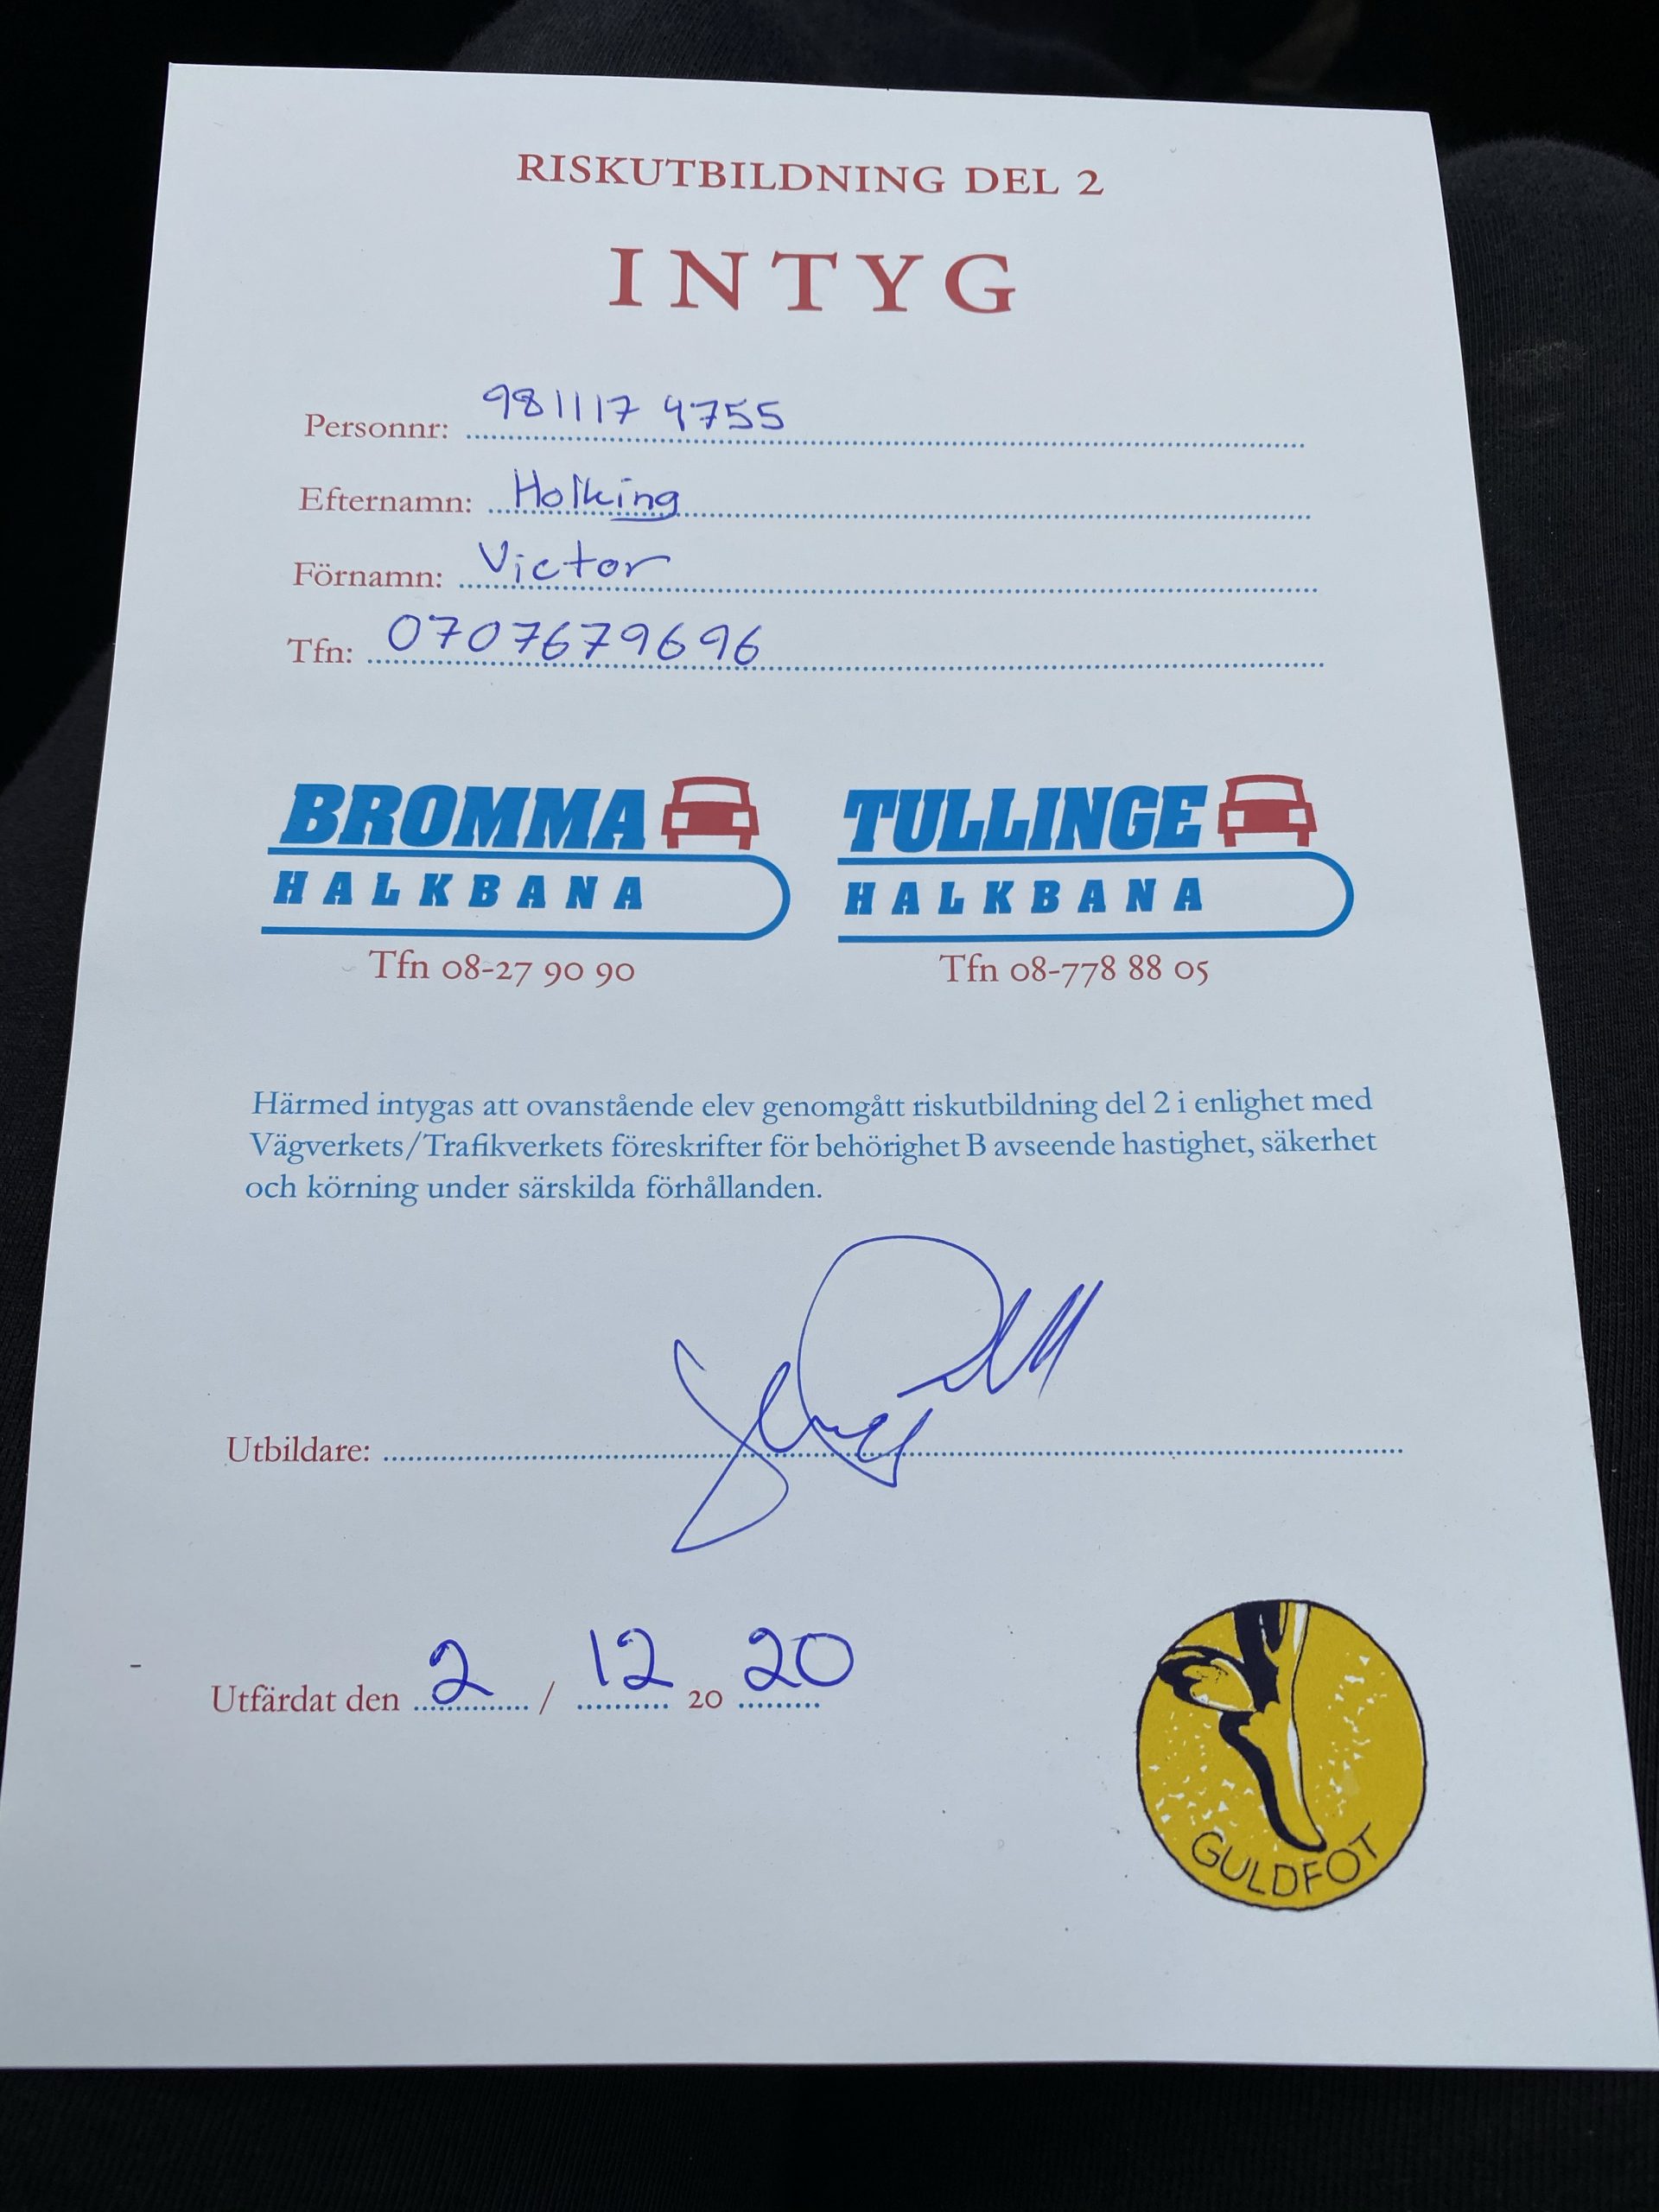 RISKUTBILDNING DEL 2
INTYG
Personnr: 981117 9755
Efternamn: Holking
Förnamn: Victor
Tfn: 0707679696
BROMMA
HALKBANA
Tfn 08-27 90 90
TULLINGE
HALKBANA
Tfn 08-778 88 05
Härmed intygas att ovanstående elev genomgått riskutbildning del 2 i enlighet med
Vägverkets/Trafikverkets föreskrifter för behörighet B avseende hastighet, säkerhet
och körning under särskilda förhållanden.
Utbildare:
Utfärdat den 2 / 12 20 20
GULDFOT